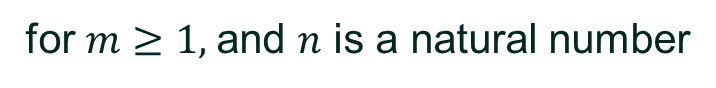 for 𝑚 ≥ 1, and 𝑛 is a natural number